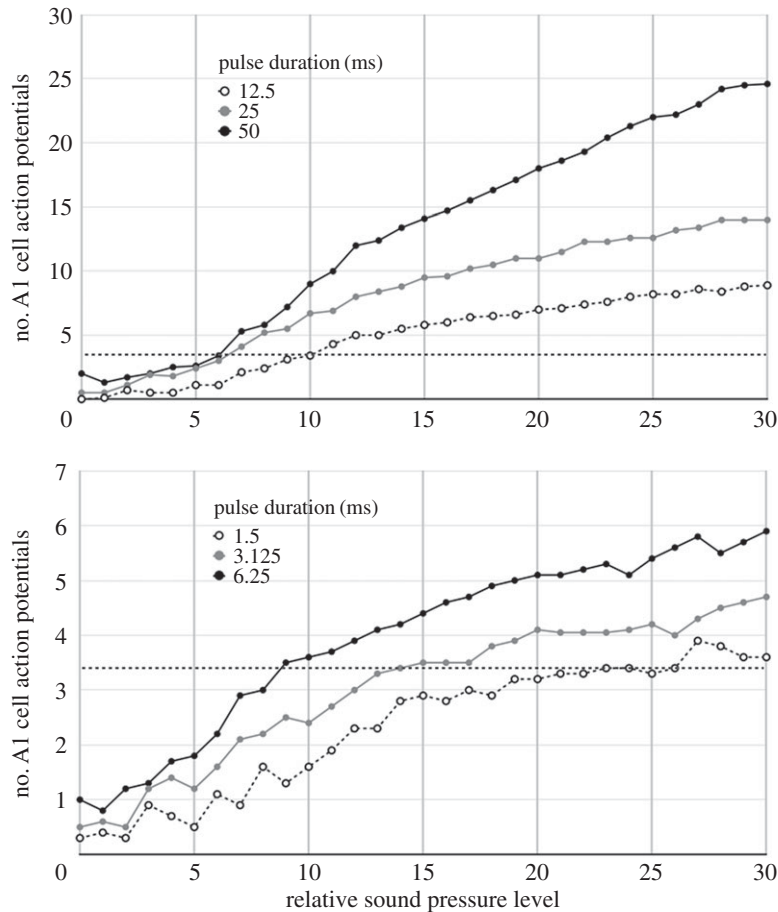 30
25
20
15
10
5
no. A1 cell action potentials
pulse duration (ms)
12.5
25
50
0 5 10 15 20 25 30
7
6
5
4
3
2
1
no. A1 cell action potentials
pulse duration (ms)
1.5
3.125
6.25
0 5 10 15 20 25 30
relative sound pressure level